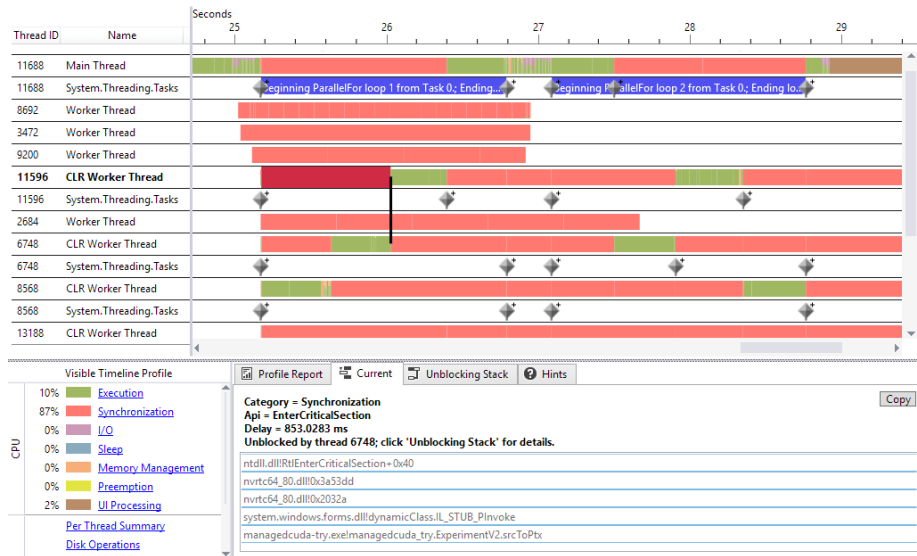 Seconds
25 26 27 28 29
Thread ID Name
11688 Main Thread
11688 System.Threading.Tasks Beginning ParallelFor loop 1 from Task 0.; Ending... Beginning ParallelFor loop 2 from Task 0.; Ending lo...
8692 Worker Thread
3472 Worker Thread
9200 Worker Thread
11596 CLR Worker Thread
11596 System.Threading.Tasks
2684 Worker Thread
6748 CLR Worker Thread
6748 System.Threading.Tasks
8568 CLR Worker Thread
8568 System.Threading.Tasks
13188 CLR Worker Thread
Visible Timeline Profile
CPU
10% Execution
87% Synchronization
0% I/O
0% Sleep
0% Memory Management
0% Preemption
2% UI Processing
Per Thread Summary
Disk Operations
Profile Report Current Unblocking Stack Hints
Copy
Category = Synchronization
Api = EnterCriticalSection
Delay = 853.0283 ms
Unblocked by thread 6748; click 'Unblocking Stack' for details.
ntdll.dll!RtlEnterCriticalSection+0x40
nvrtc64_80.dll!0x3a53dd
nvrtc64_80.dll!0x2032a
system.windows.forms.dll!dynamicClass.IL_STUB_PInvoke
managedcuda-try.exe!managedcuda_try.ExperimentV2.srcToPtx